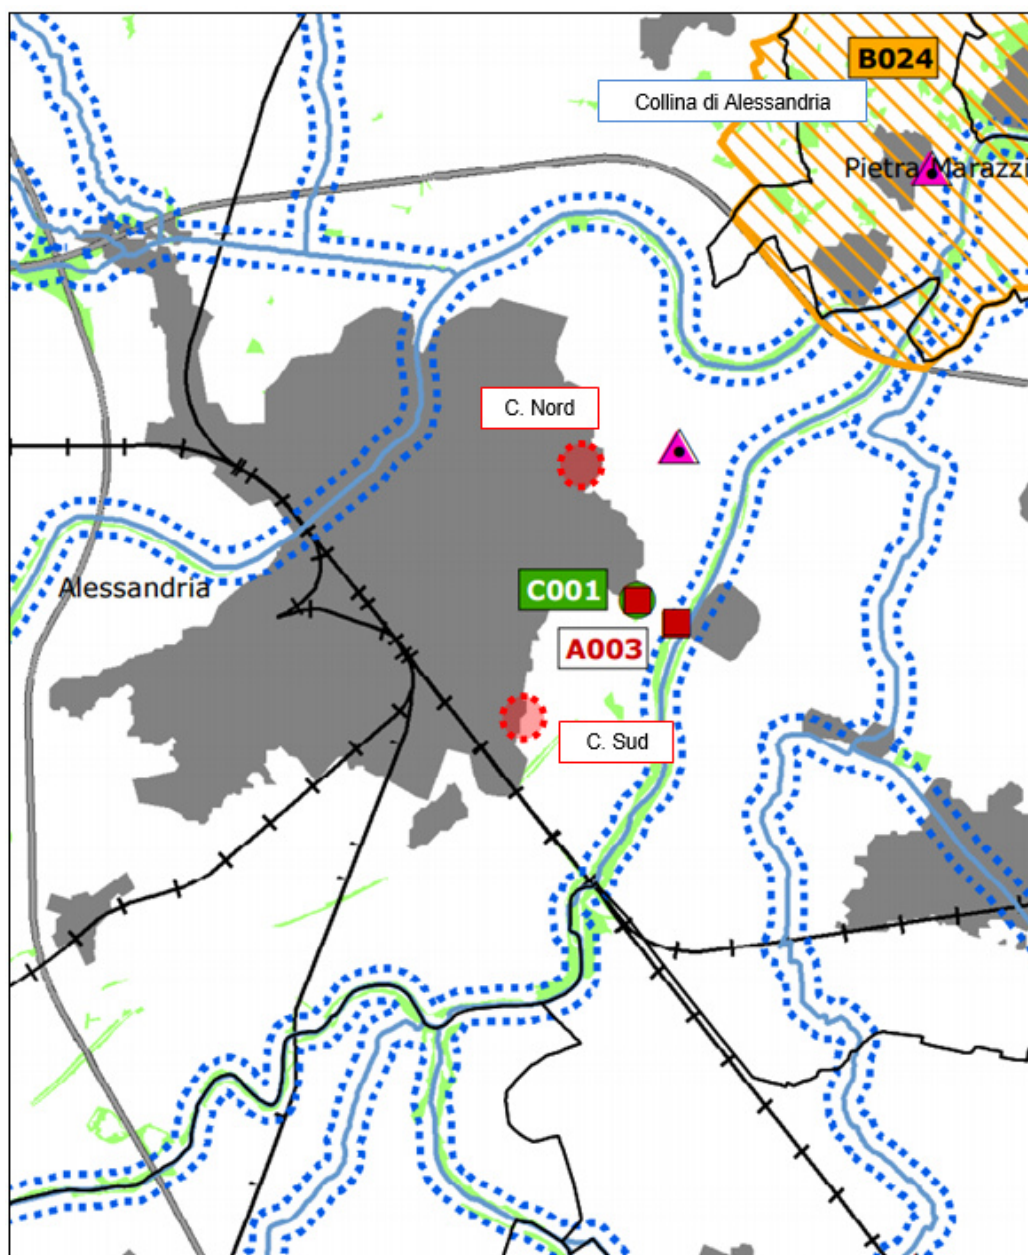 B024
Collina di Alessandria
Pietra Marazzi
C. Nord
Alessandria
C001
A003
C. Sud